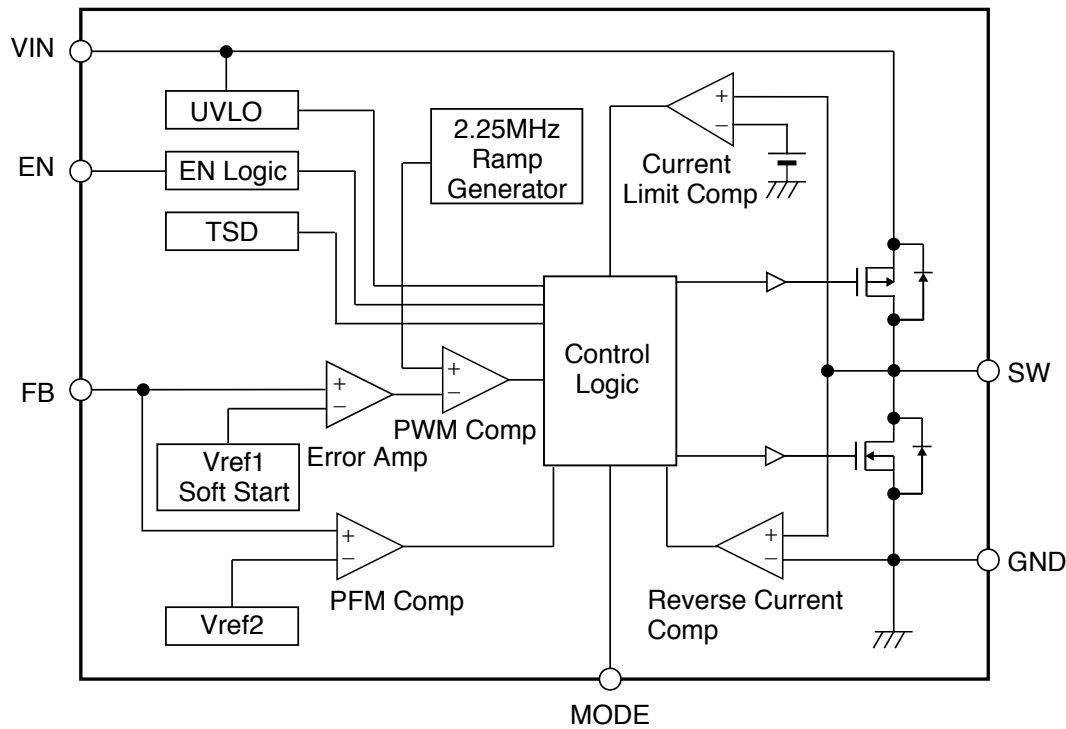 VIN
UVLO
EN
EN Logic
TSD
2.25MHz
Ramp
Generator
+
−
Current
Limit Comp
Control
Logic
SW
FB
+
−
Error Amp
+
−
PWM Comp
Vref1
Soft Start
+
−
PFM Comp
Vref2
+
−
Reverse Current
Comp
GND
MODE